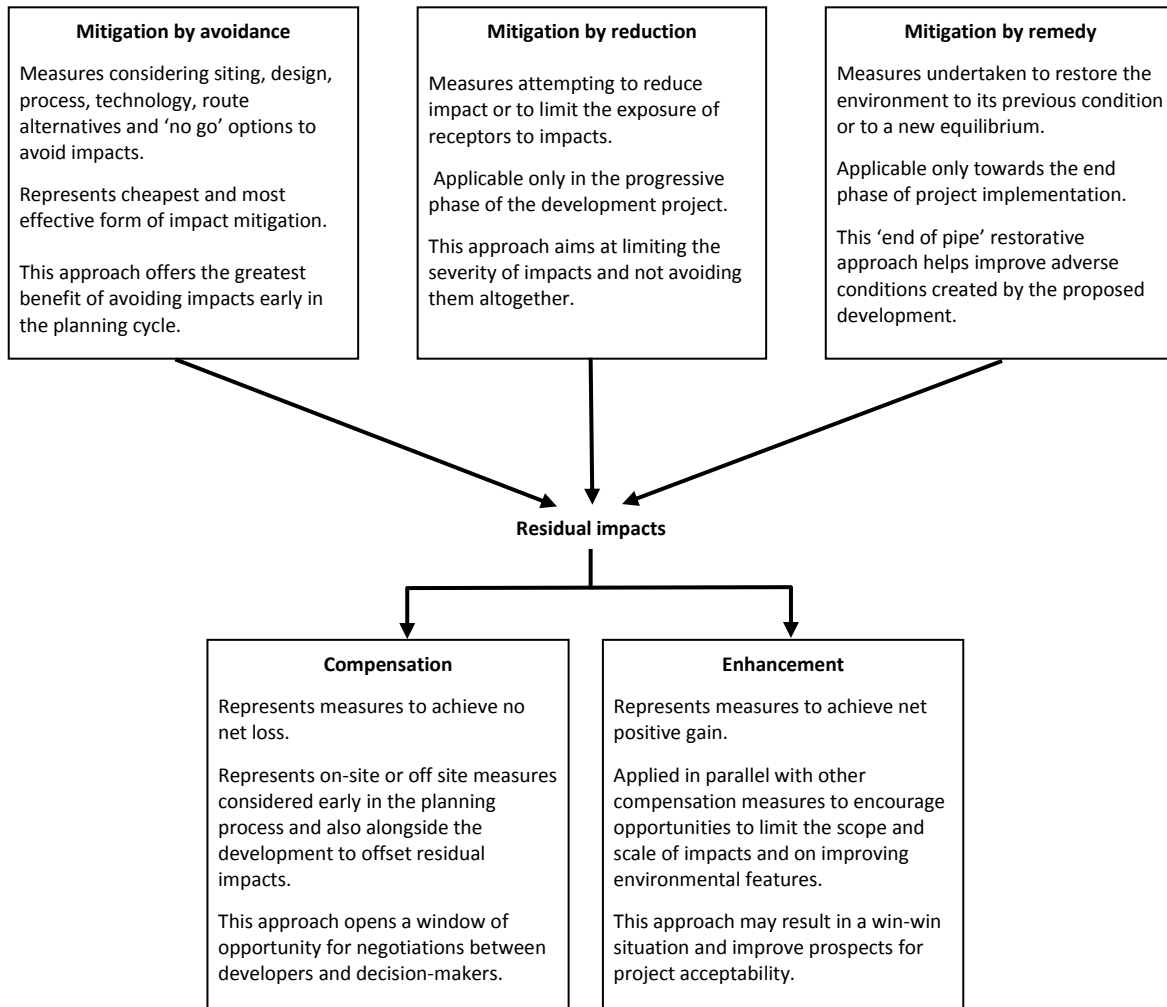 Mitigation by avoidance
Measures considering siting, design,
process, technology, route
alternatives and ‘no go’ options to
avoid impacts.
Represents cheapest and most
effective form of impact mitigation.
This approach offers the greatest
benefit of avoiding impacts early in
the planning cycle.
Mitigation by reduction
Measures attempting to reduce
impact or to limit the exposure of
receptors to impacts.
Applicable only in the progressive
phase of the development project.
This approach aims at limiting the
severity of impacts and not avoiding
them altogether.
Mitigation by remedy
Measures undertaken to restore the
environment to its previous condition
or to a new equilibrium.
Applicable only towards the end
phase of project implementation.
This ‘end of pipe’ restorative
approach helps improve adverse
conditions created by the proposed
development.
Residual impacts
Compensation
Represents measures to achieve no
net loss.
Represents on-site or off site measures
considered early in the planning
process and also alongside the
development to offset residual
impacts.
This approach opens a window of
opportunity for negotiations between
developers and decision-makers.
Enhancement
Represents measures to achieve net
positive gain.
Applied in parallel with other
compensation measures to encourage
opportunities to limit the scope and
scale of impacts and on improving
environmental features.
This approach may result in a win-win
situation and improve prospects for
project acceptability.